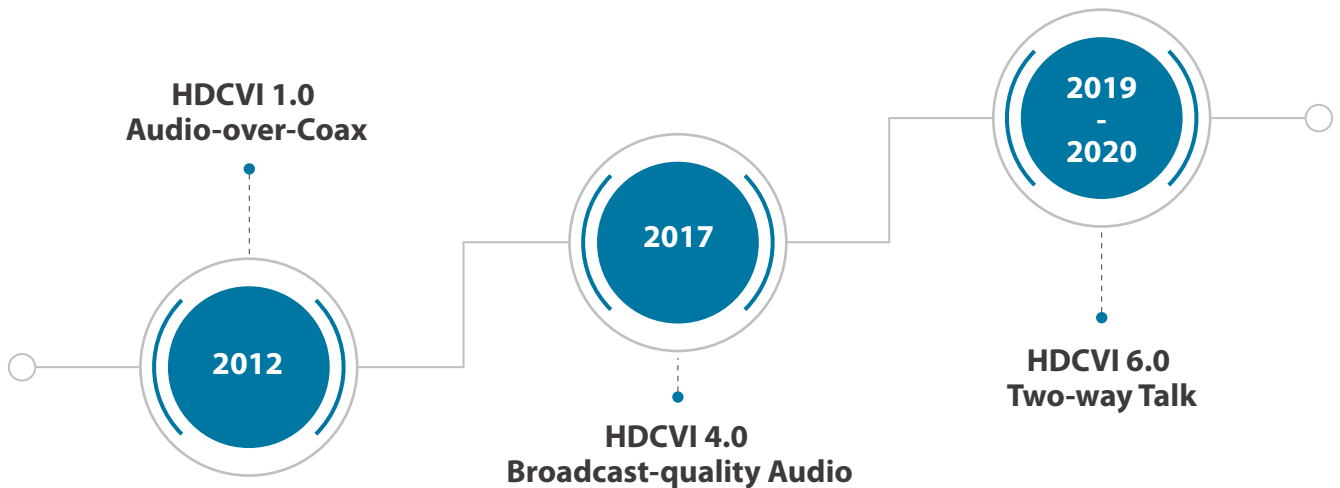 HDCVI 1.0
Audio-over-Coax
2012
2017
HDCVI 4.0
Broadcast-quality Audio
2019
-
2020
HDCVI 6.0
Two-way Talk